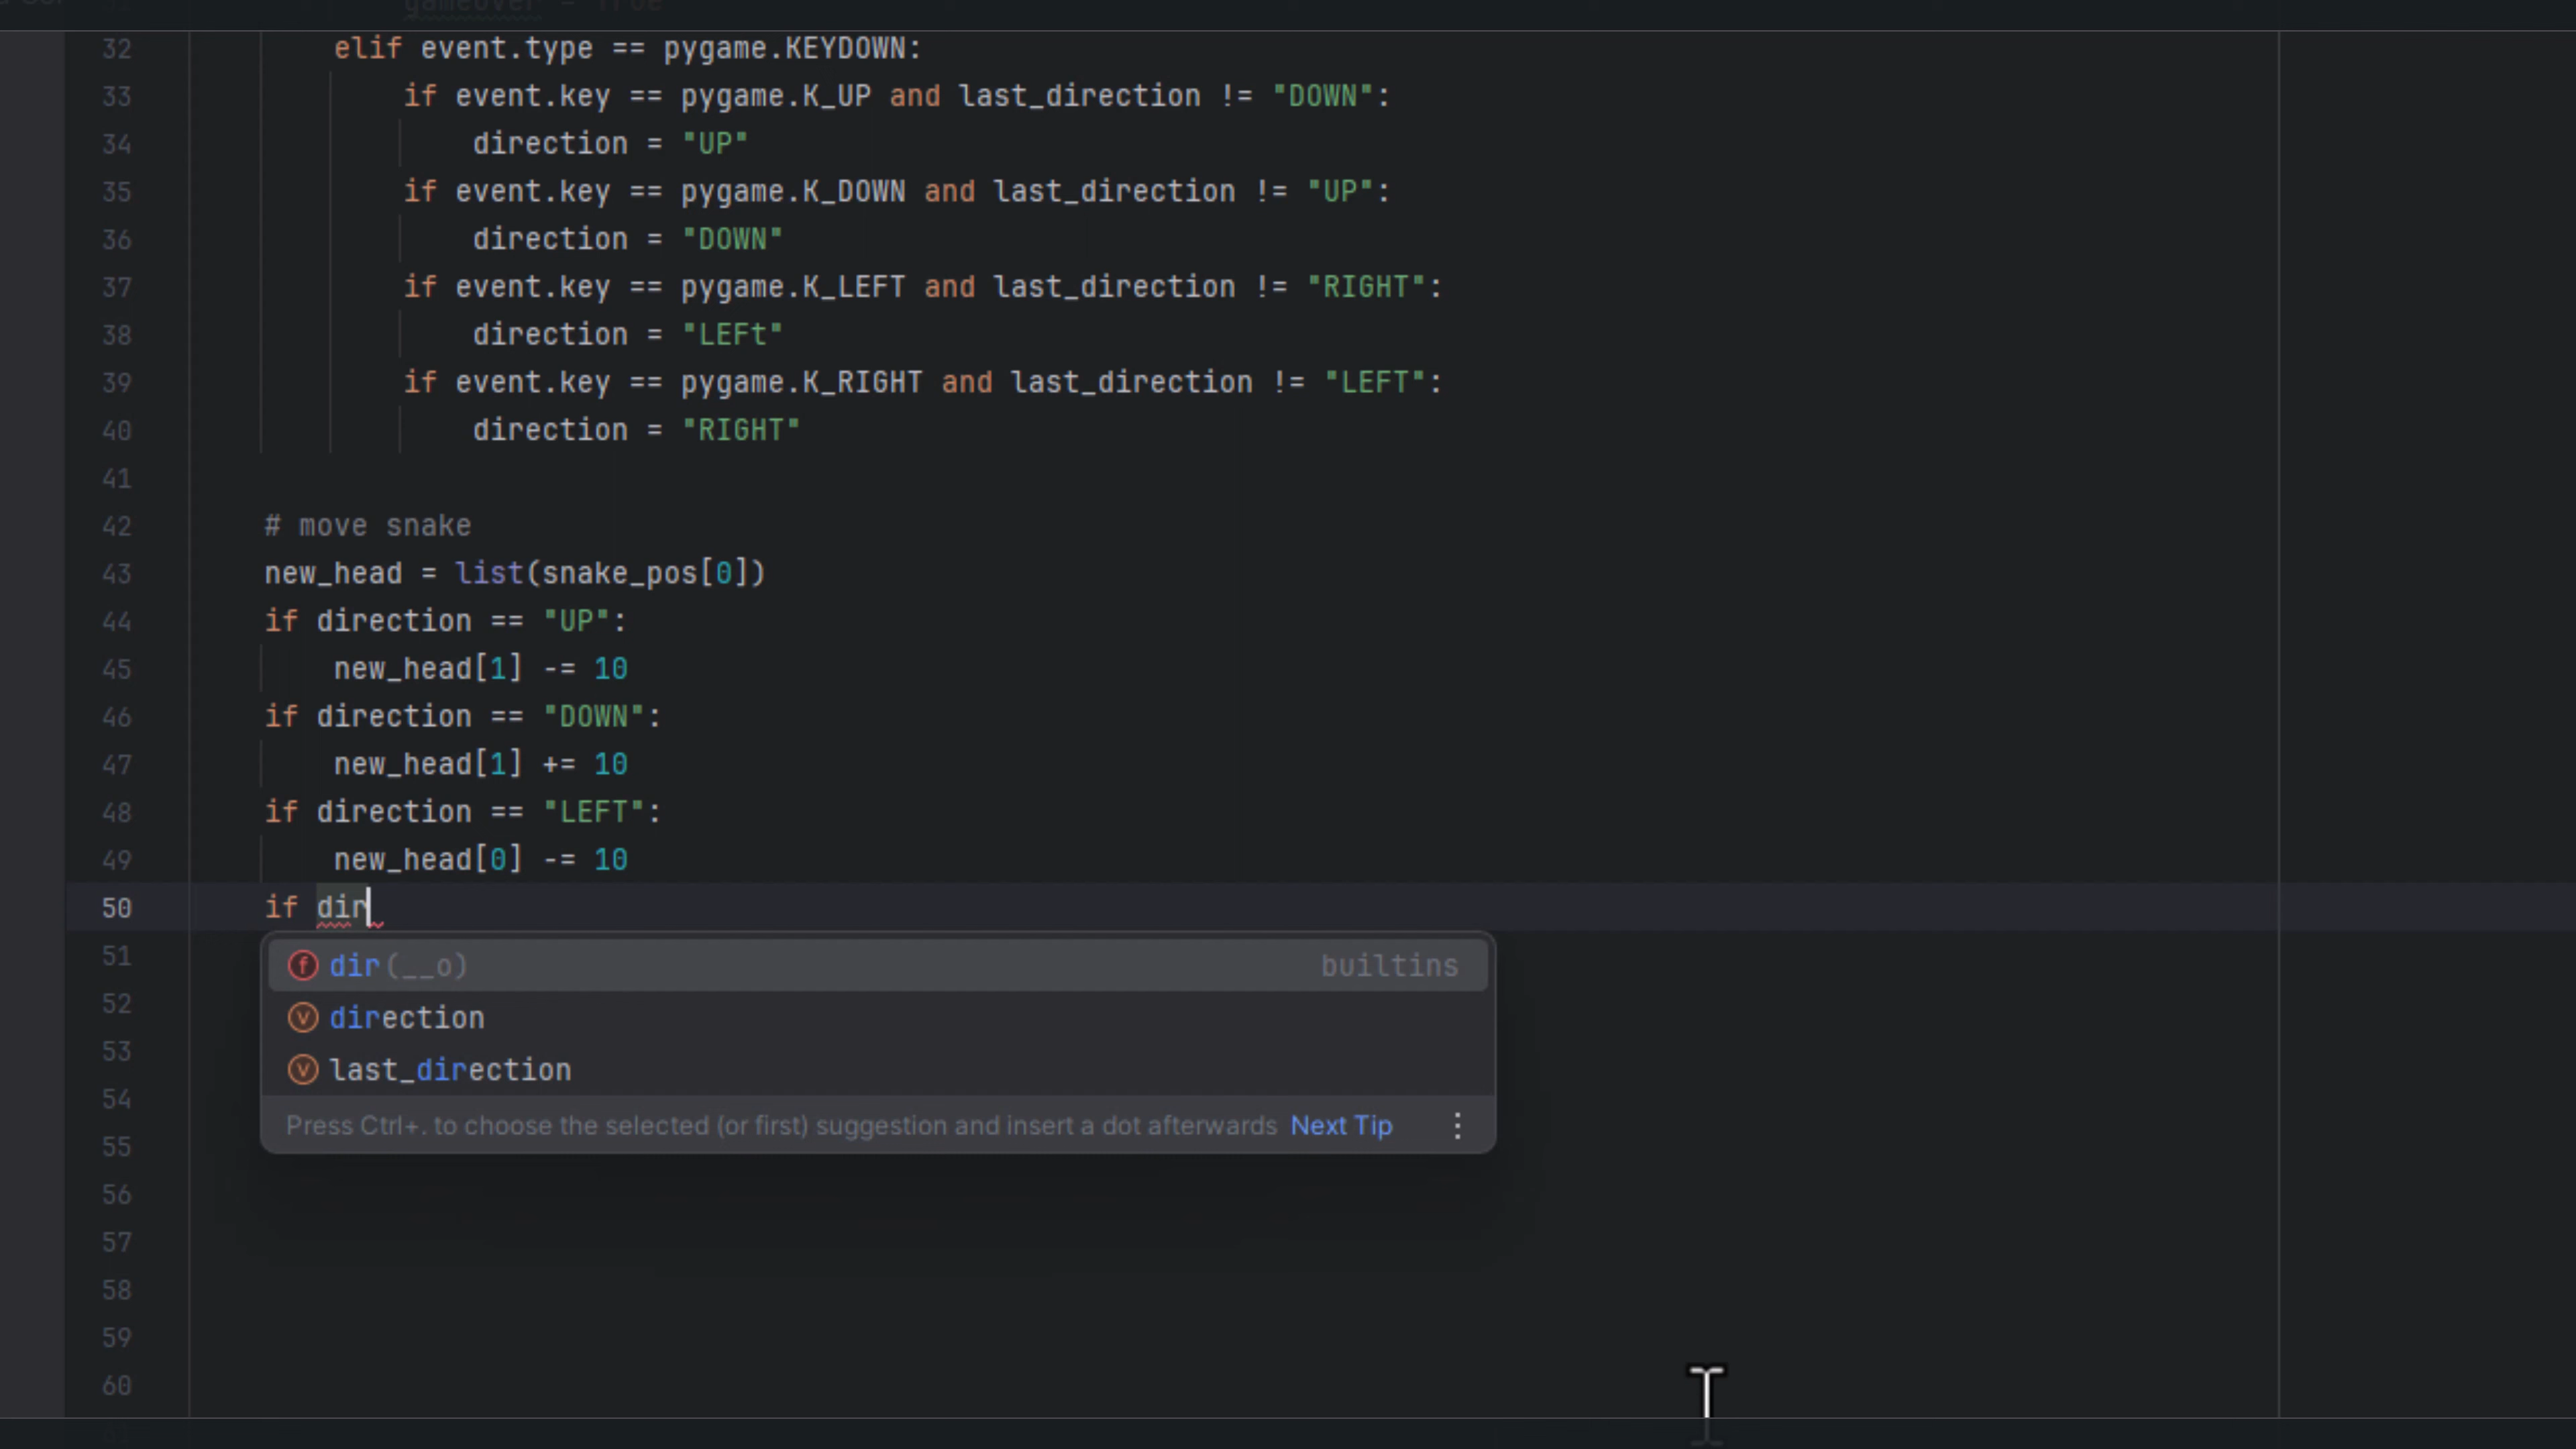 gameover = True
32 elif event.type == pygame.KEYDOWN:
33 if event.key == pygame.K_UP and last_direction != "DOWN":
34 direction = "UP"
35 if event.key == pygame.K_DOWN and last_direction != "UP":
36 direction = "DOWN"
37 if event.key == pygame.K_LEFT and last_direction != "RIGHT":
38 direction = "LEFt"
39 if event.key == pygame.K_RIGHT and last_direction != "LEFT":
40 direction = "RIGHT"
41
42 # move snake
43 new_head = list(snake_pos[0])
44 if direction == "UP":
45 new_head[1] -= 10
46 if direction == "DOWN":
47 new_head[1] += 10
48 if direction == "LEFT":
49 new_head[0] -= 10
50 if dir
51 dir(__o) builtins
52 direction
53 last_direction
54 Press Ctrl+. to choose the selected (or first) suggestion and insert a dot afterwards Next Tip
55
56
57
58
59
60